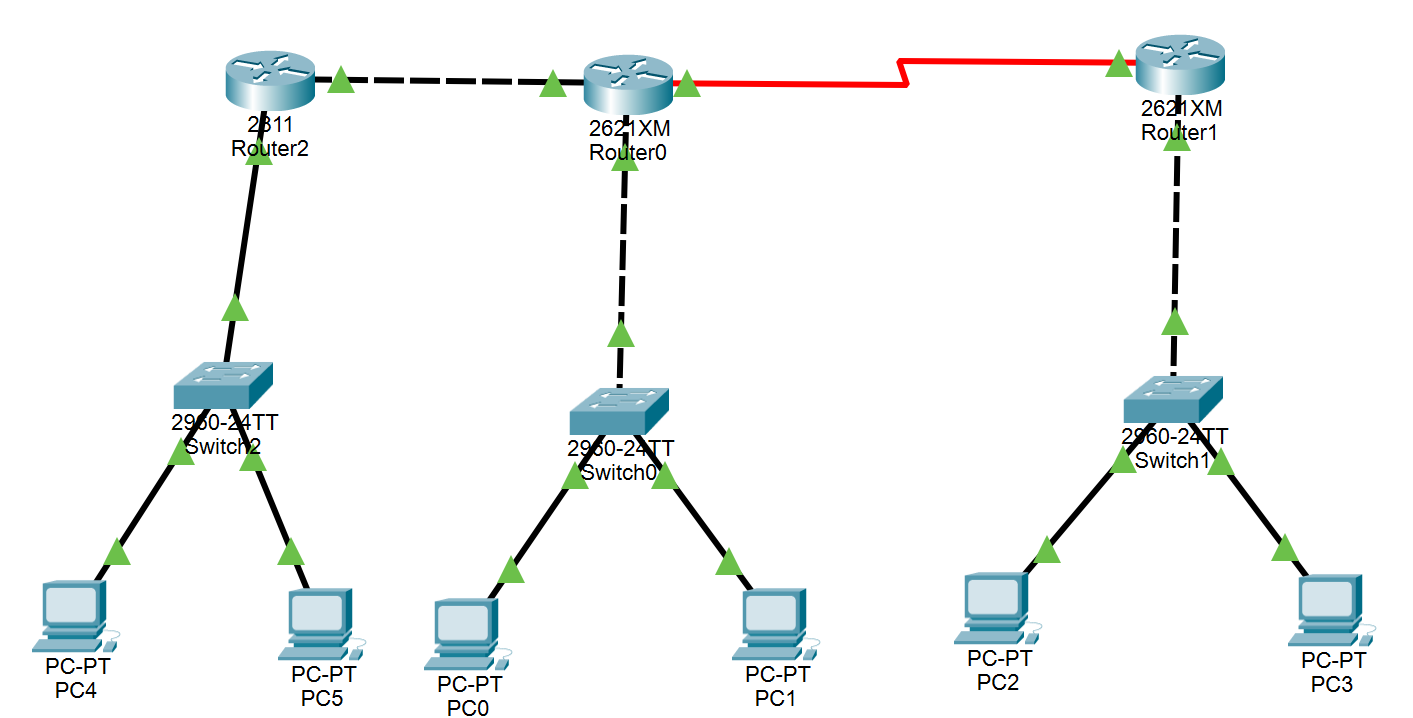 2811
Router2
2621XM
Router0
2621XM
Router1
2960-24TT
Switch2
2960-24TT
Switch0
2960-24TT
Switch1
PC-PT
PC4
PC-PT
PC5
PC-PT
PC0
PC-PT
PC1
PC-PT
PC2
PC-PT
PC3